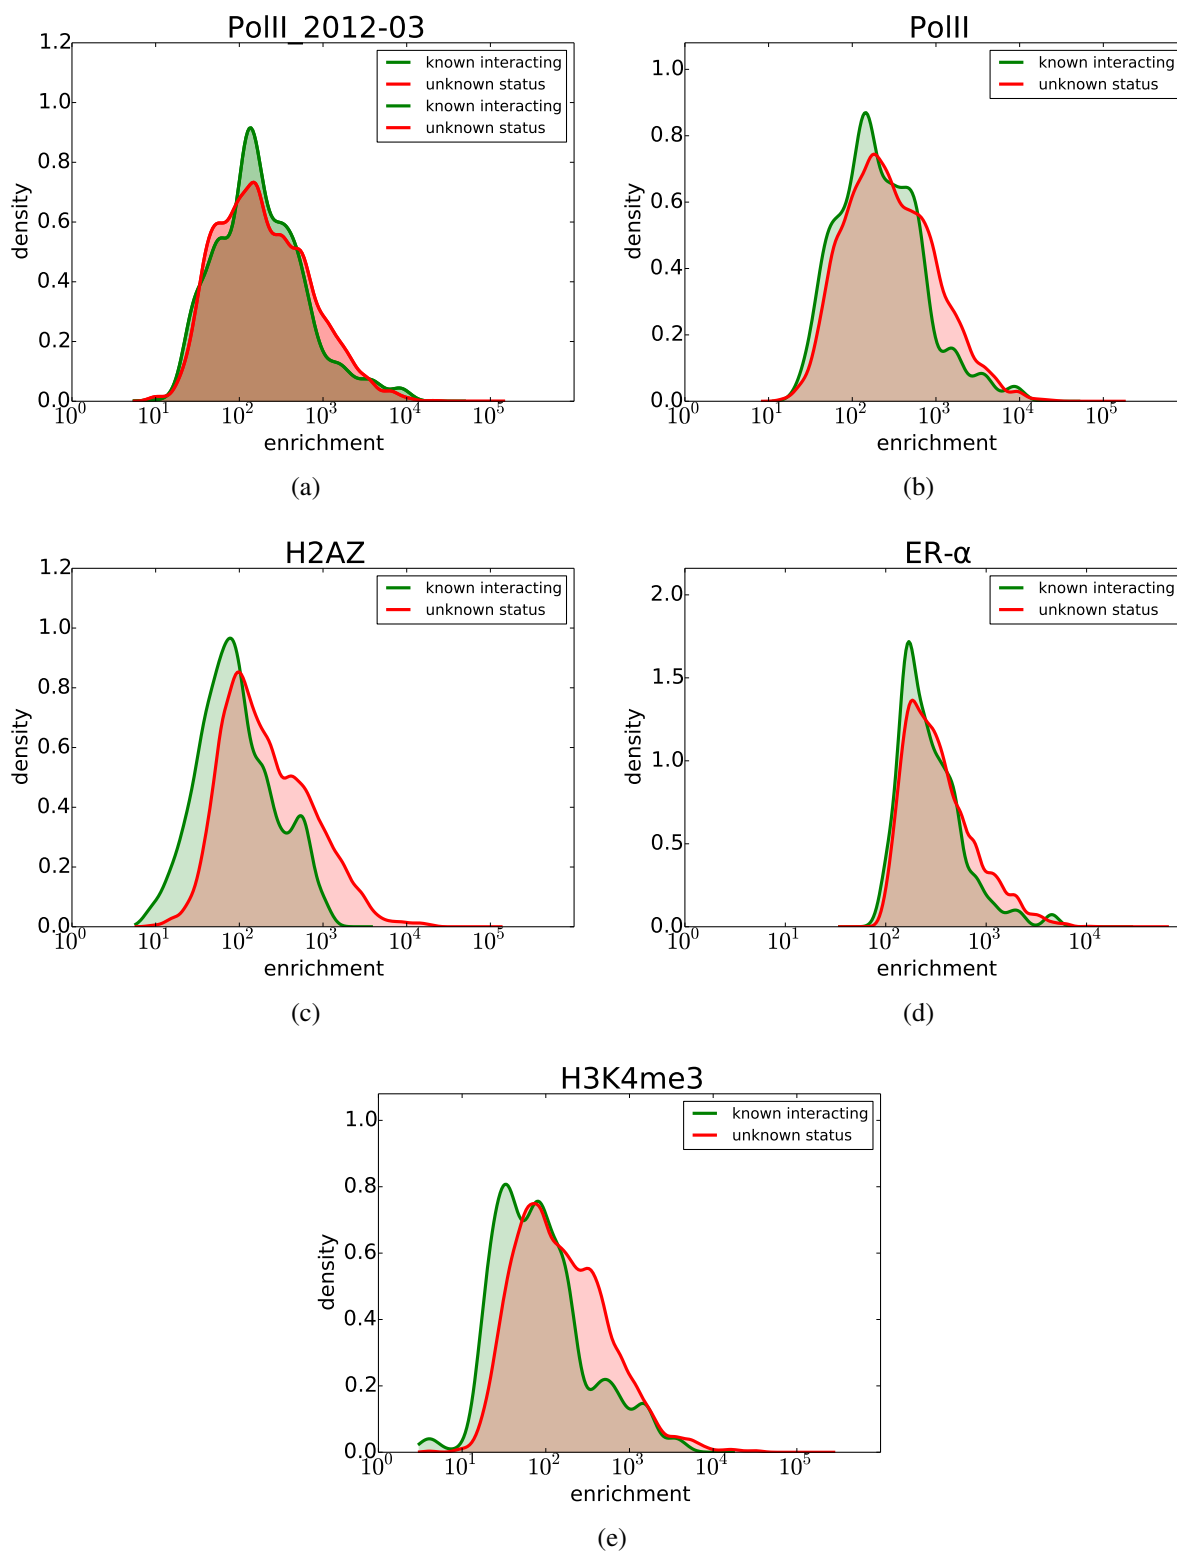 PolII_2012-03
1.2
1.0
0.8
0.6
0.4
0.2
0.0
density
known interacting
unknown status
known interacting
unknown status
10^0 10^1 10^2 10^3 10^4 10^5
enrichment
(a)
PolII
1.0
0.8
0.6
0.4
0.2
0.0
density
known interacting
unknown status
10^0 10^1 10^2 10^3 10^4 10^5
enrichment
(b)
H2AZ
1.2
1.0
0.8
0.6
0.4
0.2
0.0
density
known interacting
unknown status
10^0 10^1 10^2 10^3 10^4 10^5
enrichment
(c)
ER-α
2.0
1.5
1.0
0.5
0.0
density
known interacting
unknown status
10^0 10^1 10^2 10^3 10^4
enrichment
(d)
H3K4me3
1.0
0.8
0.6
0.4
0.2
0.0
density
known interacting
unknown status
10^0 10^1 10^2 10^3 10^4 10^5
enrichment
(e)